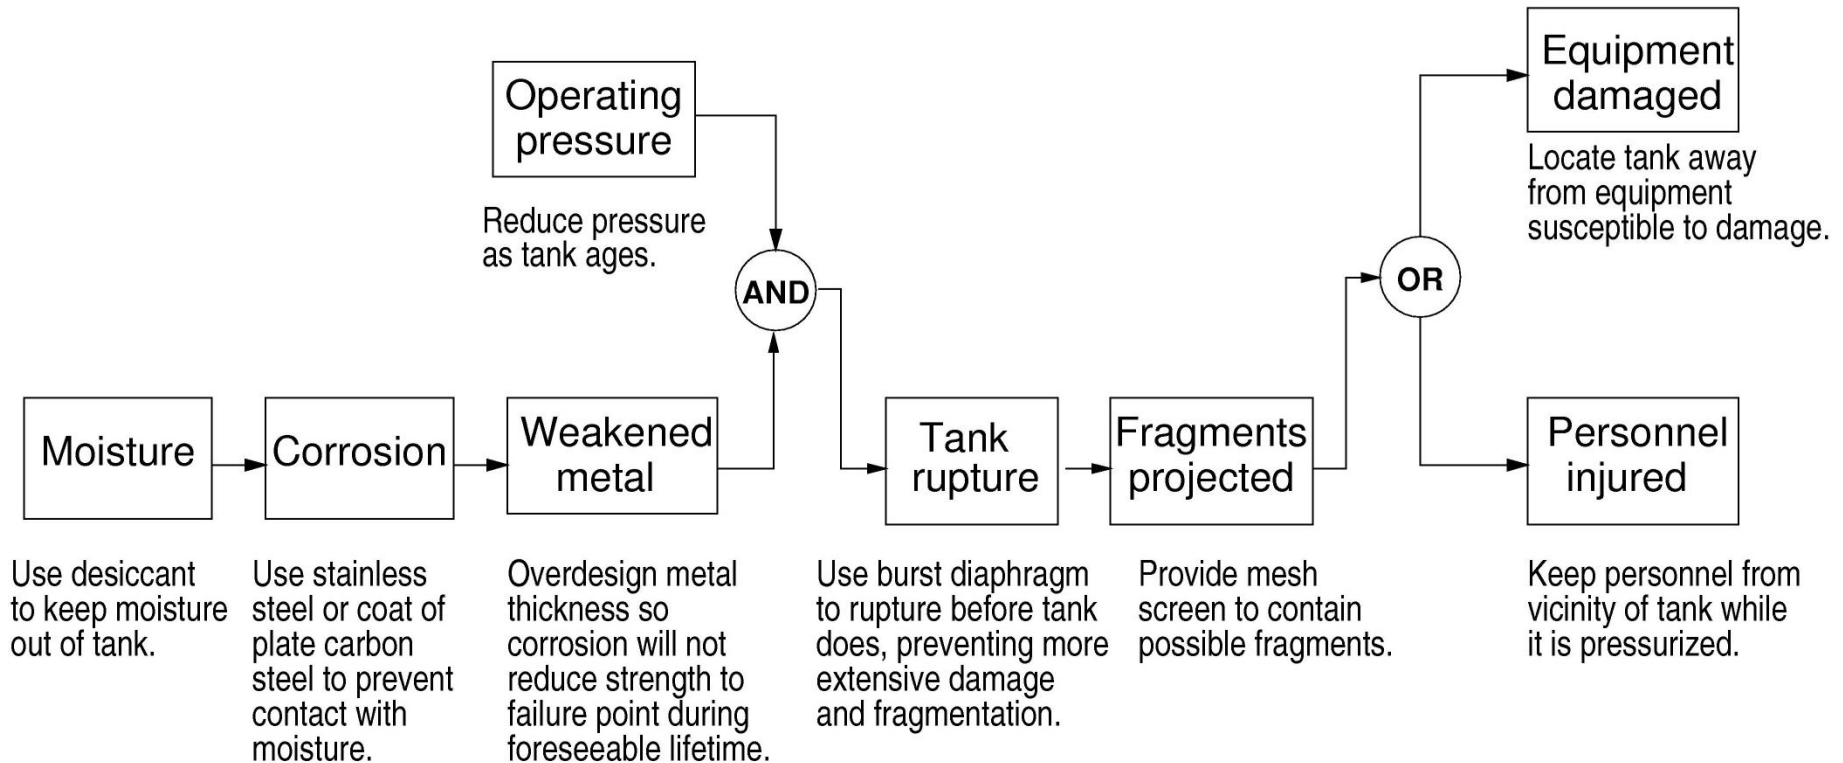 Operating
pressure
Reduce pressure
as tank ages.
AND
OR
Equipment
damaged
Locate tank away
from equipment
susceptible to damage.
Moisture
Use desiccant
to keep moisture
out of tank.
Corrosion
Use stainless
steel or coat of
plate carbon
steel to prevent
contact with
moisture.
Weakened
metal
Overdesign metal
thickness so
corrosion will not
reduce strength to
failure point during
foreseeable lifetime.
Tank
rupture
Use burst diaphragm
to rupture before tank
does, preventing more
extensive damage
and fragmentation.
Fragments
projected
Provide mesh
screen to contain
possible fragments.
Personnel
injured
Keep personnel from
vicinity of tank while
it is pressurized.